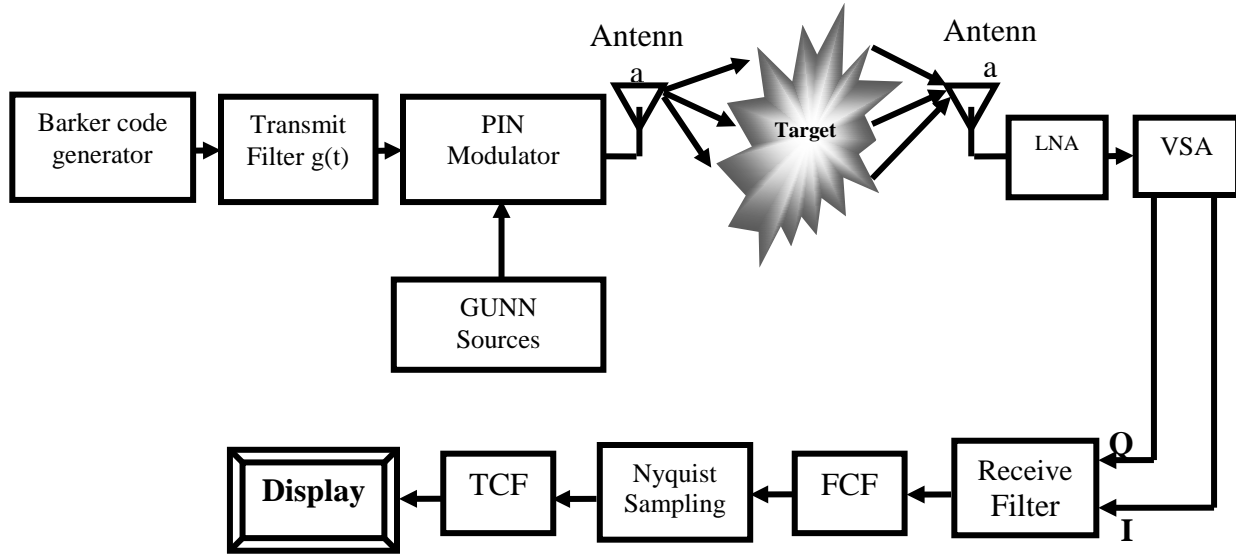 Antenn
a
Antenn
a
Barker code
generator
Transmit
Filter g(t)
PIN
Modulator
Target
LNA
VSA
GUNN
Sources
Display
TCF
Nyquist
Sampling
FCF
Receive
Filter
Q
I